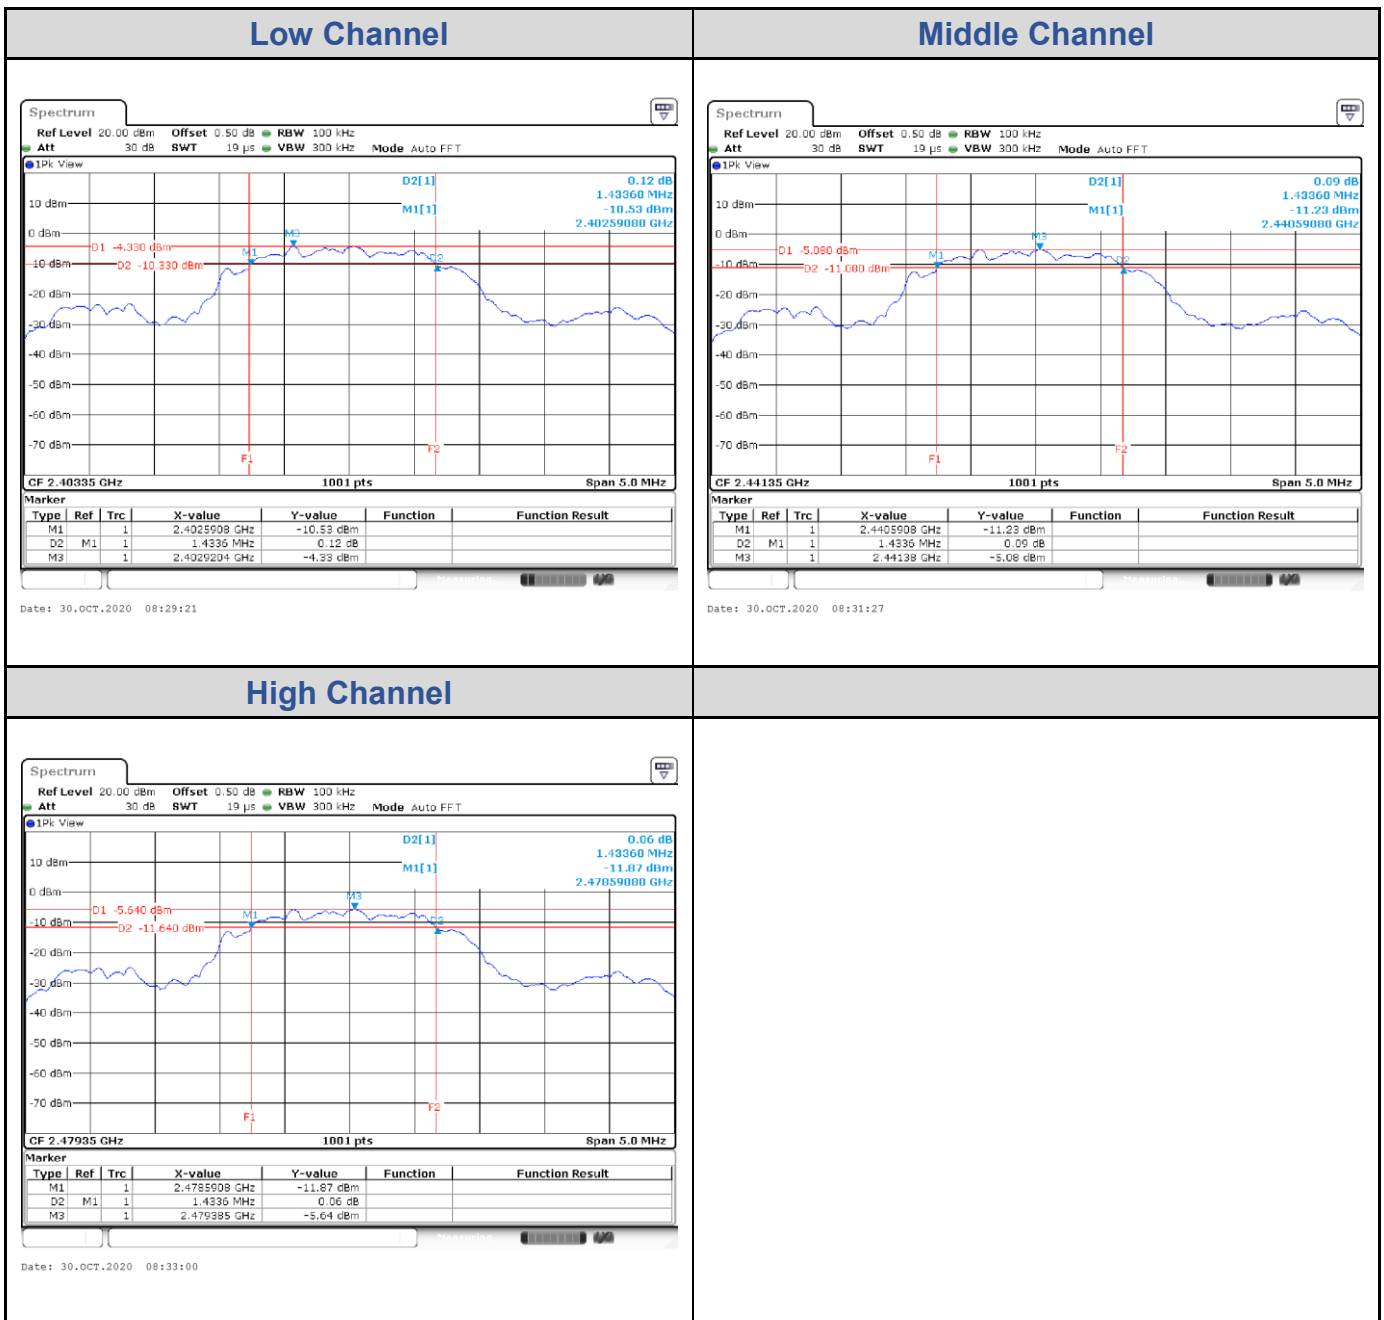 Low Channel
Middle Channel
Spectrum
Ref Level 20.00 dBm Offset 0.50 dB RBW 100 kHz
Att 30 dB SWT 19 µs VBW 300 kHz Mode Auto FFT
1Pk View
D2[1] 0.12 dB
1.43360 MHz
M1[1] -10.53 dBm
2.40259080 GHz
10 dBm
0 dBm
M3
D1 -4.330 dBm
M1
D2
-10 dBm
D2 -10.330 dBm
-20 dBm
-30 dBm
-40 dBm
-50 dBm
-60 dBm
-70 dBm
F1
F2
CF 2.40335 GHz 1001 pts Span 5.0 MHz
Marker
Type Ref Trc X-value Y-value Function Function Result
M1 1 2.4025908 GHz -10.53 dBm
D2 M1 1 1.4336 MHz 0.12 dB
M3 1 2.4029204 GHz -4.33 dBm
Measuring...
Date: 30.OCT.2020 08:29:21
Spectrum
Ref Level 20.00 dBm Offset 0.50 dB RBW 100 kHz
Att 30 dB SWT 19 µs VBW 300 kHz Mode Auto FFT
1Pk View
D2[1] 0.09 dB
1.43360 MHz
M1[1] -11.23 dBm
2.44059080 GHz
10 dBm
0 dBm
M3
D1 -5.080 dBm
M1
D2
-10 dBm
D2 -11.080 dBm
-20 dBm
-30 dBm
-40 dBm
-50 dBm
-60 dBm
-70 dBm
F1
F2
CF 2.44135 GHz 1001 pts Span 5.0 MHz
Marker
Type Ref Trc X-value Y-value Function Function Result
M1 1 2.4405908 GHz -11.23 dBm
D2 M1 1 1.4336 MHz 0.09 dB
M3 1 2.44138 GHz -5.08 dBm
Measuring...
Date: 30.OCT.2020 08:31:27
High Channel
Spectrum
Ref Level 20.00 dBm Offset 0.50 dB RBW 100 kHz
Att 30 dB SWT 19 µs VBW 300 kHz Mode Auto FFT
1Pk View
D2[1] 0.06 dB
1.43360 MHz
M1[1] -11.87 dBm
2.47859080 GHz
10 dBm
0 dBm
M3
D1 -5.640 dBm
M1
D2
-10 dBm
D2 -11.640 dBm
-20 dBm
-30 dBm
-40 dBm
-50 dBm
-60 dBm
-70 dBm
F1
F2
CF 2.47935 GHz 1001 pts Span 5.0 MHz
Marker
Type Ref Trc X-value Y-value Function Function Result
M1 1 2.4785908 GHz -11.87 dBm
D2 M1 1 1.4336 MHz 0.06 dB
M3 1 2.479385 GHz -5.64 dBm
Measuring...
Date: 30.OCT.2020 08:33:00